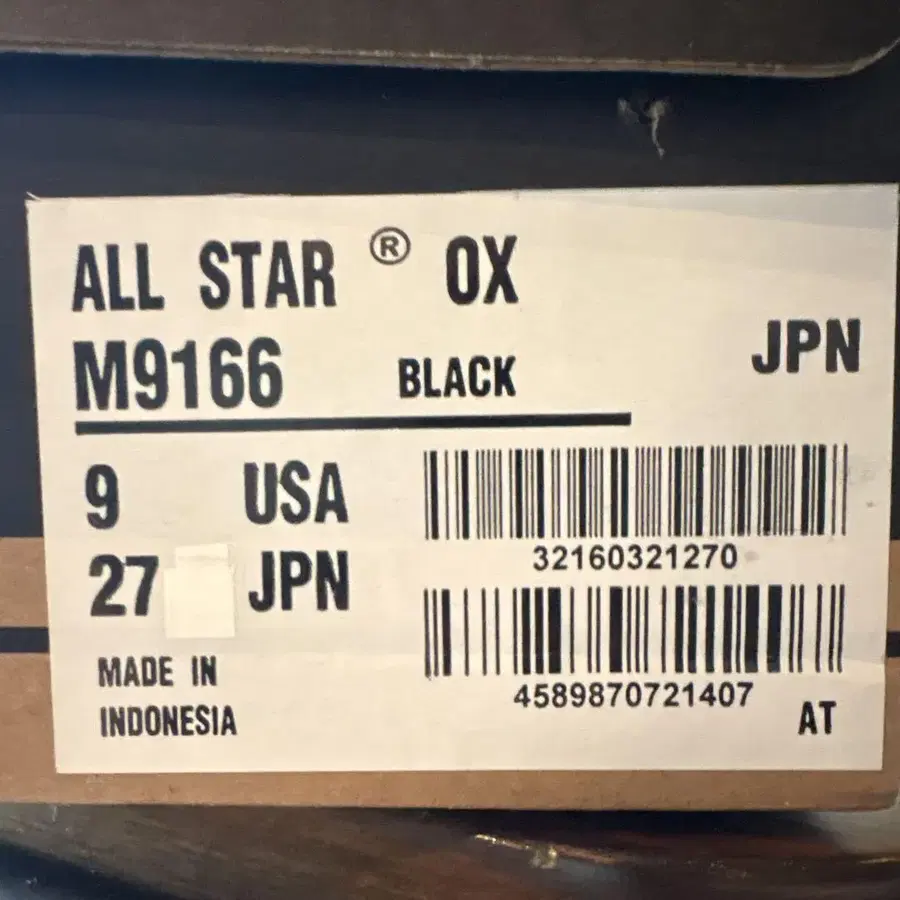 ALL STAR ® OX
M9166 BLACK JPN
9 USA
27 JPN
MADE IN
INDONESIA
32160321270
4589870721407
AT